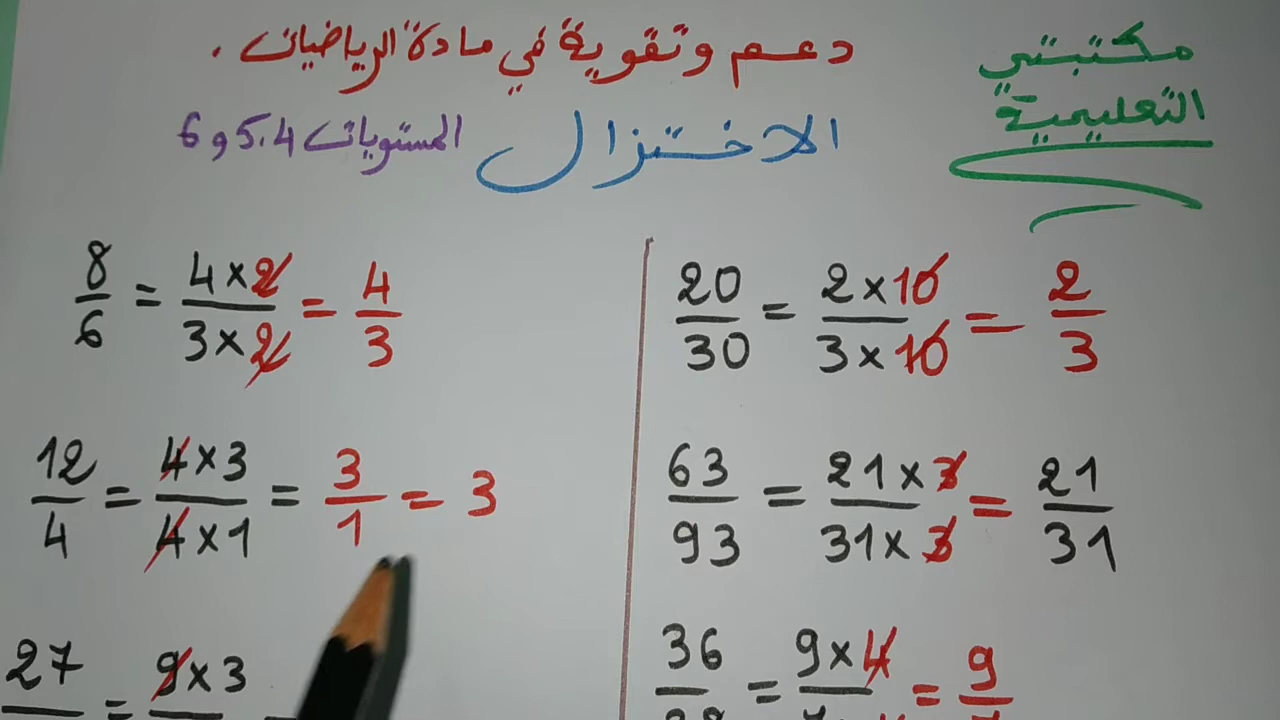 دعم وتقوية في مادة الرياضيات.
مكتبتي
التعليمية
الاختزال
المستويات 4،5 و 6
8/6 = 4×2/3×2 = 4/3
20/30 = 2×10/3×10 = 2/3
12/4 = 4×3/4×1 = 3/1 = 3
63/93 = 21×3/31×3 = 21/31
27 = 9×3
36 = 9×4 = 9